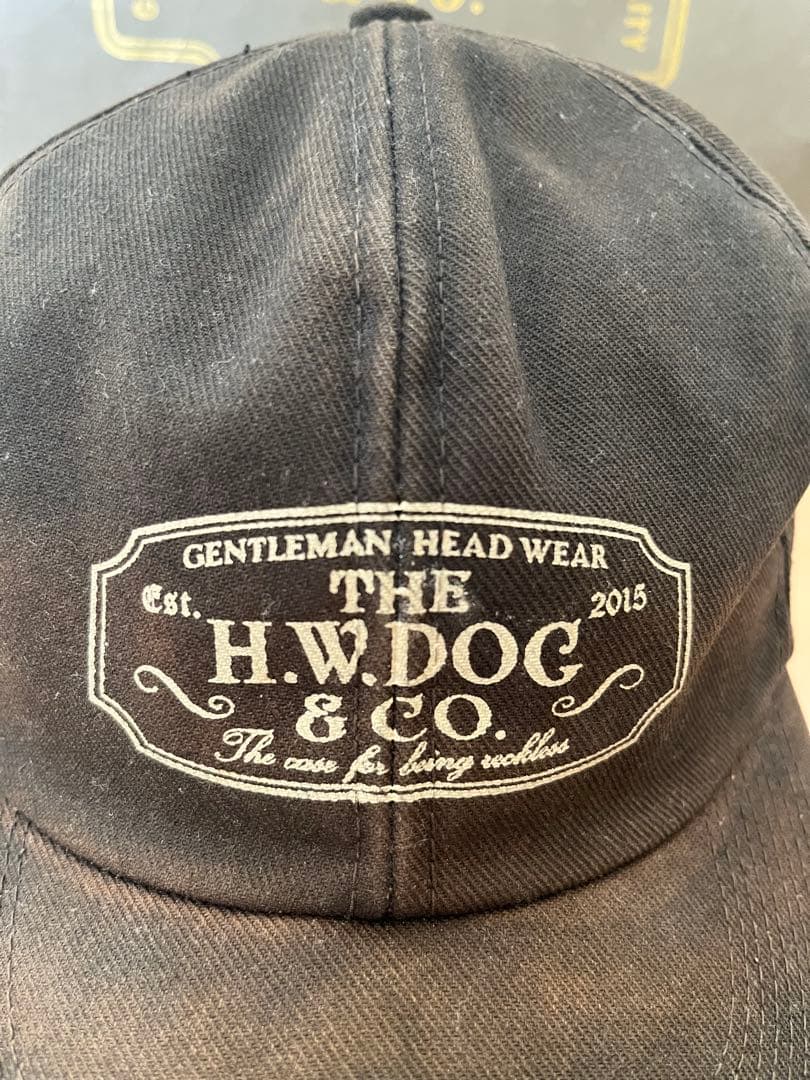 GENTLEMAN HEAD WEAR
THE
Est. 2015
H.W.DOG
& CO.
The case for being reckless